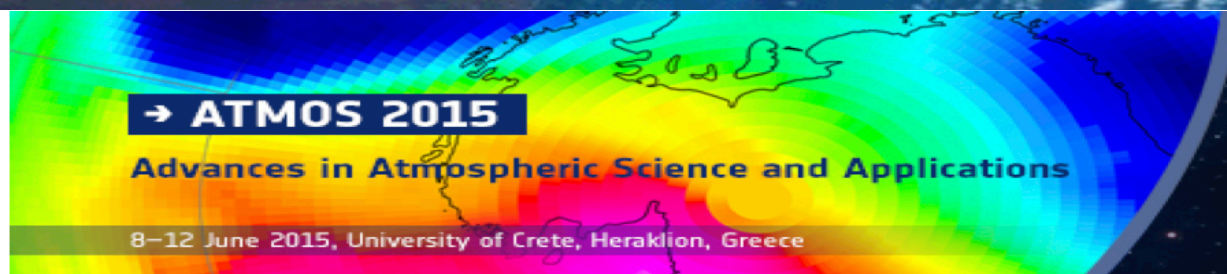 → ATMOS 2015
Advances in Atmospheric Science and Applications
8–12 June 2015, University of Crete, Heraklion, Greece